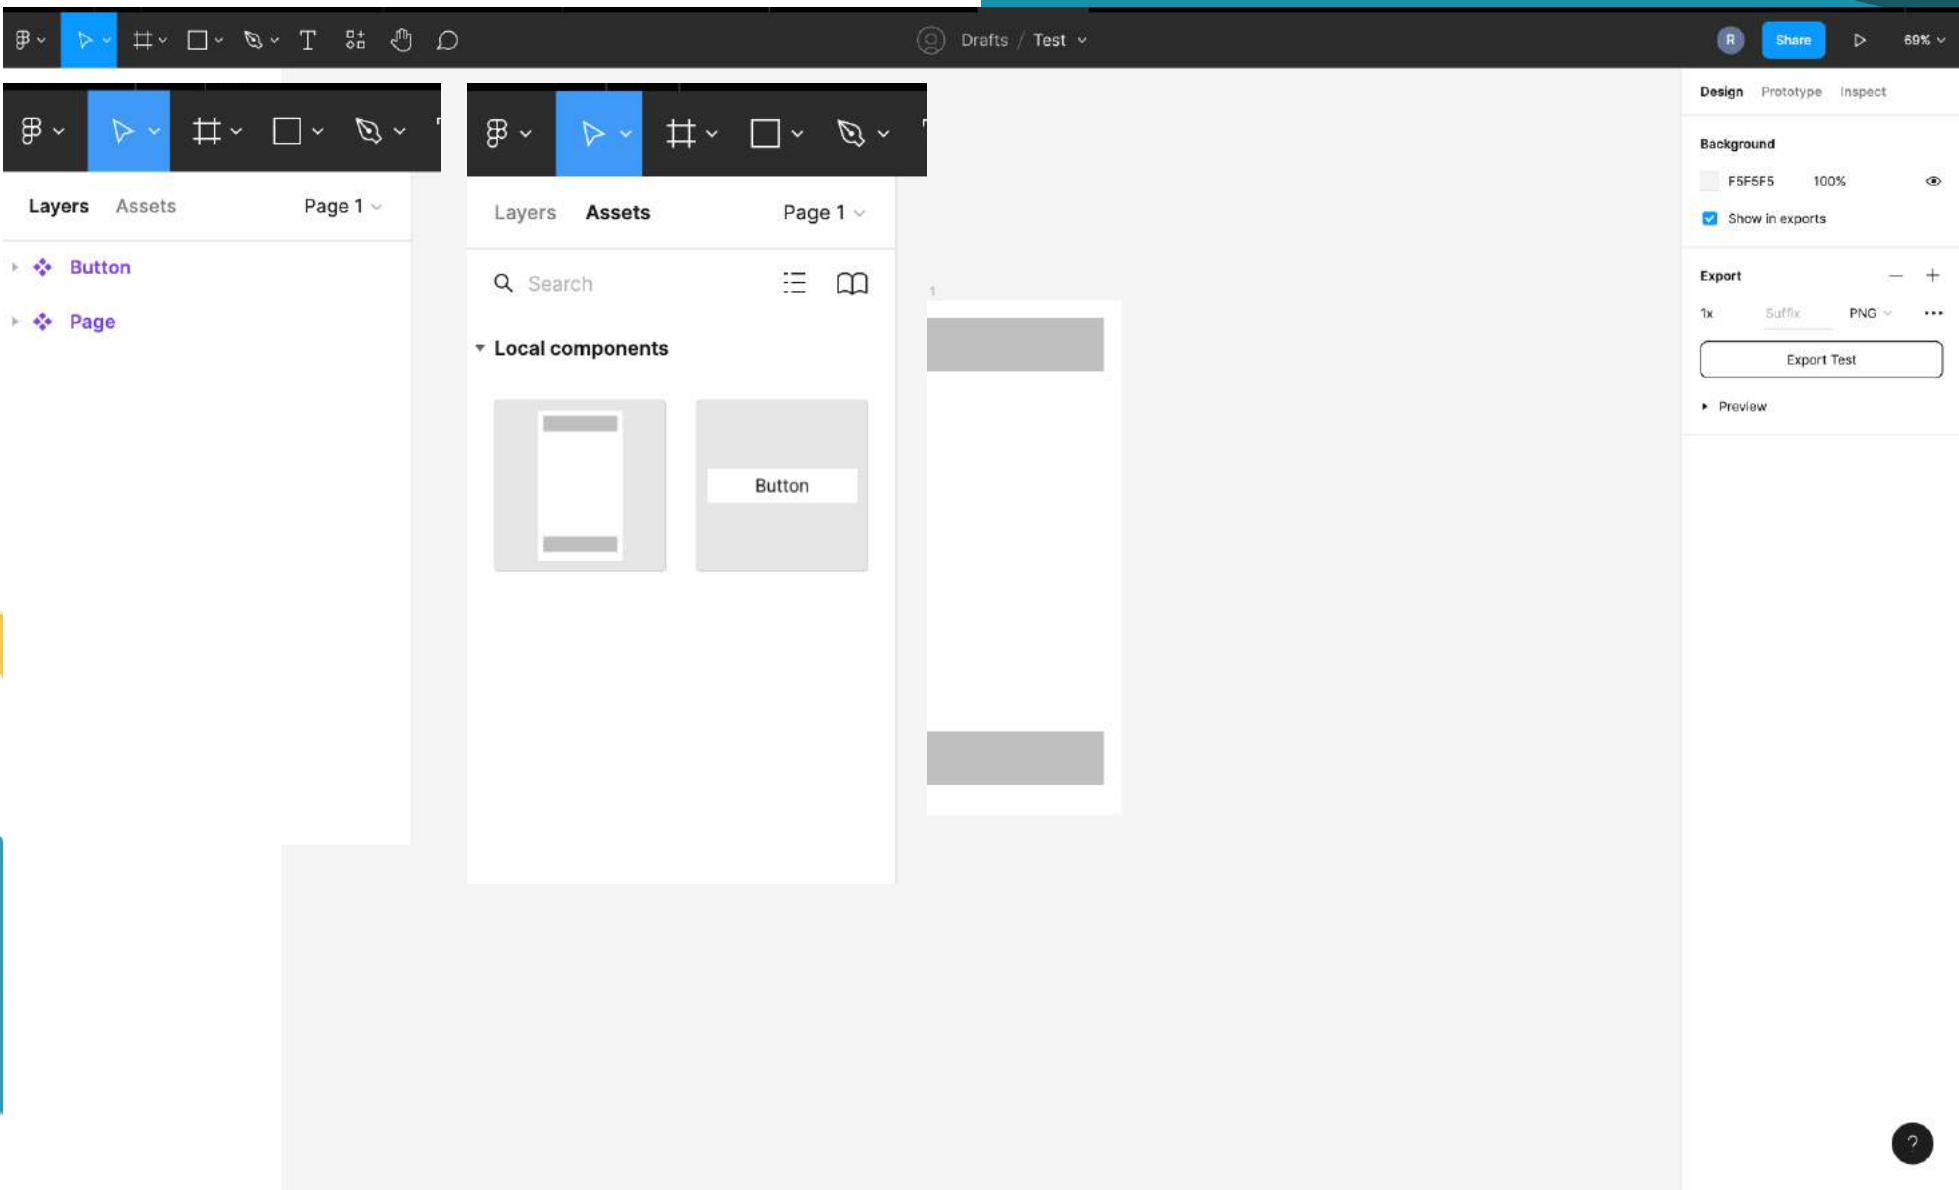 Drafts / Test
R
Share
69%
Layers
Assets
Page 1
Button
Page
Layers
Assets
Page 1
Search
Local components
Button
1
Design
Prototype
Inspect
Background
F5F5F5
100%
Show in exports
Export
1x
Suffix
PNG
Export Test
Preview
?